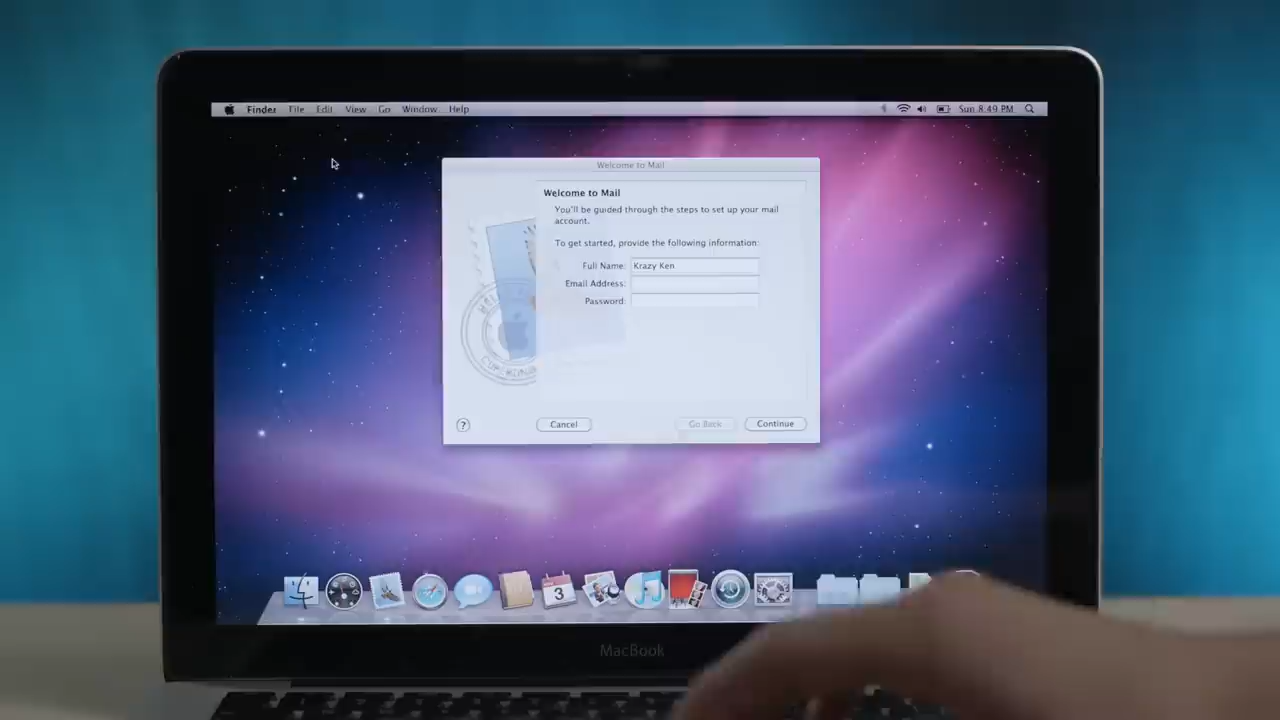 Finder File Edit View Go Window Help Sun 8:49 PM
Welcome to Mail
Welcome to Mail
You'll be guided through the steps to set up your mail
account.
To get started, provide the following information:
Full Name: Krazy Ken
Email Address:
Password:
? Cancel Go Back Continue
3
MacBook